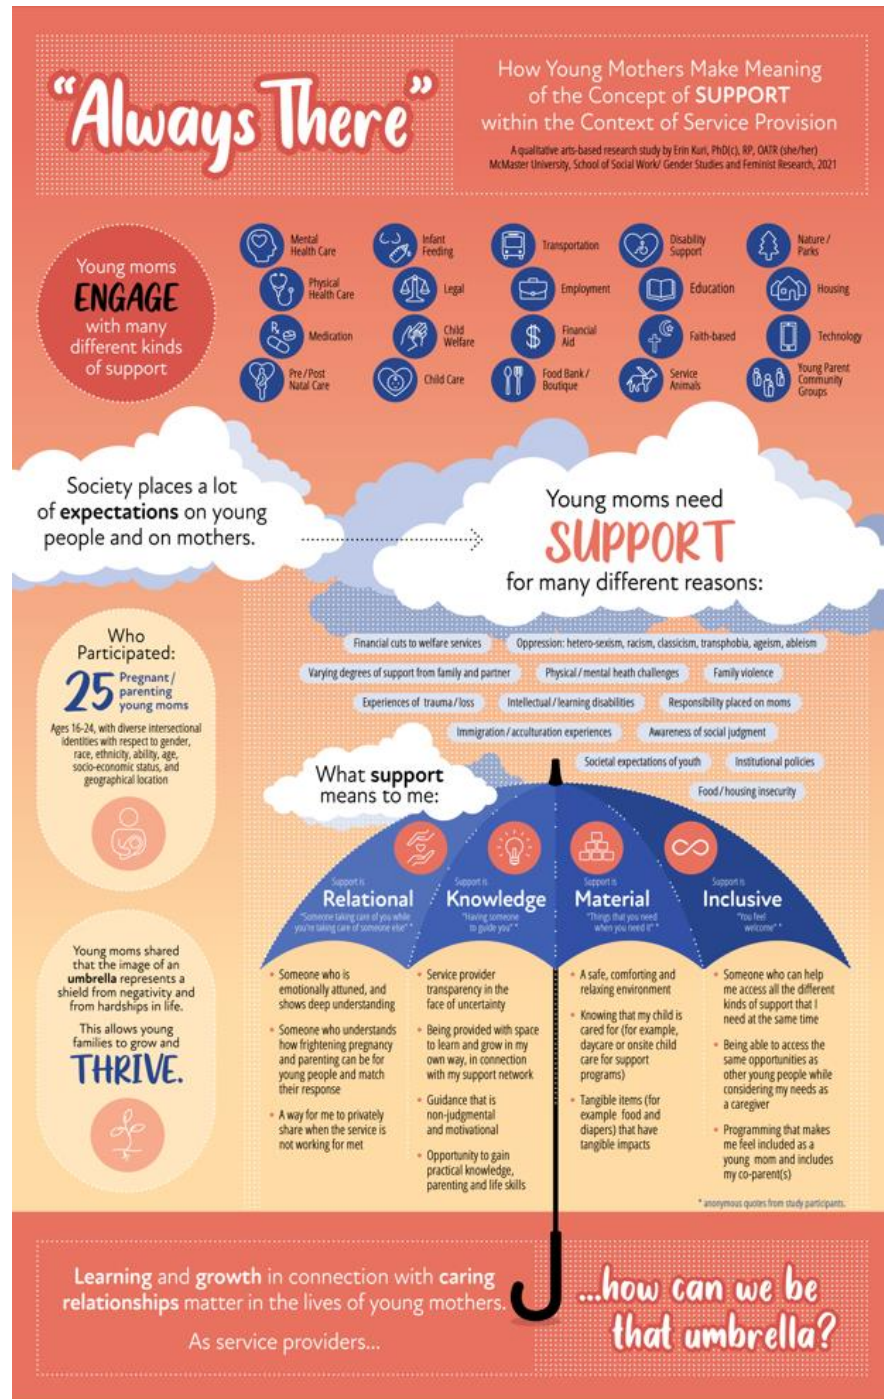 “Always There”
How Young Mothers Make Meaning
of the Concept of SUPPORT
within the Context of Service Provision
A qualitative arts-based research study by Erin Kuri, PhD(c), RP, OATR (she/her)
McMaster University, School of Social Work/ Gender Studies and Feminist Research, 2021
Young moms
ENGAGE
with many
different kinds
of support
Mental
Health Care
Infant
Feeding
Transportation
Disability
Support
Nature /
Parks
Physical
Health Care
Legal
Employment
Education
Housing
Medication
Child
Welfare
Financial
Aid
Faith-based
Technology
Pre / Post
Natal Care
Child Care
Food Bank /
Boutique
Service
Animals
Young Parent
Community
Groups
Society places a lot
of expectations on young
people and on mothers.
Young moms need
SUPPORT
for many different reasons:
Financial cuts to welfare services
Oppression: hetero-sexism, racism, classicism, transphobia, ageism, ableism
Varying degrees of support from family and partner
Physical / mental heath challenges
Family violence
Experiences of trauma / loss
Intellectual / learning disabilities
Responsibility placed on moms
Immigration / acculturation experiences
Awareness of social judgment
Societal expectations of youth
Institutional policies
Food / housing insecurity
Who
Participated:
25 Pregnant /
parenting
young moms
Ages 16-24, with diverse intersectional
identities with respect to gender,
race, ethnicity, ability, age,
socio-economic status, and
geographical location
Young moms shared
that the image of an
umbrella represents a
shield from negativity and
from hardships in life.
This allows young
families to grow and
THRIVE.
What support
means to me:
Support is
Relational
"Someone taking care of you while
you're taking care of someone else" *
• Someone who is
emotionally attuned, and
shows deep understanding
• Someone who understands
how frightening pregnancy
and parenting can be for
young people and match
their response
• A way for me to privately
share when the service is
not working for met
Support is
Knowledge
"Having someone
to guide you" *
• Service provider
transparency in the
face of uncertainty
• Being provided with space
to learn and grow in my
own way, in connection
with my support network
• Guidance that is
non-judgmental
and motivational
• Opportunity to gain
practical knowledge,
parenting and life skills
Support is
Material
"Things that you need
when you need it" *
• A safe, comforting and
relaxing environment
• Knowing that my child is
cared for (for example,
daycare or onsite child
care for support
programs)
• Tangible items (for
example food and
diapers) that have
tangible impacts
Support is
Inclusive
"You feel
welcome" *
• Someone who can help
me access all the different
kinds of support that I
need at the same time
• Being able to access the
same opportunities as
other young people while
considering my needs as
a caregiver
• Programming that makes
me feel included as a
young mom and includes
my co-parent(s)
* anonymous quotes from study participants.
Learning and growth in connection with caring
relationships matter in the lives of young mothers.
As service providers...
...how can we be
that umbrella?